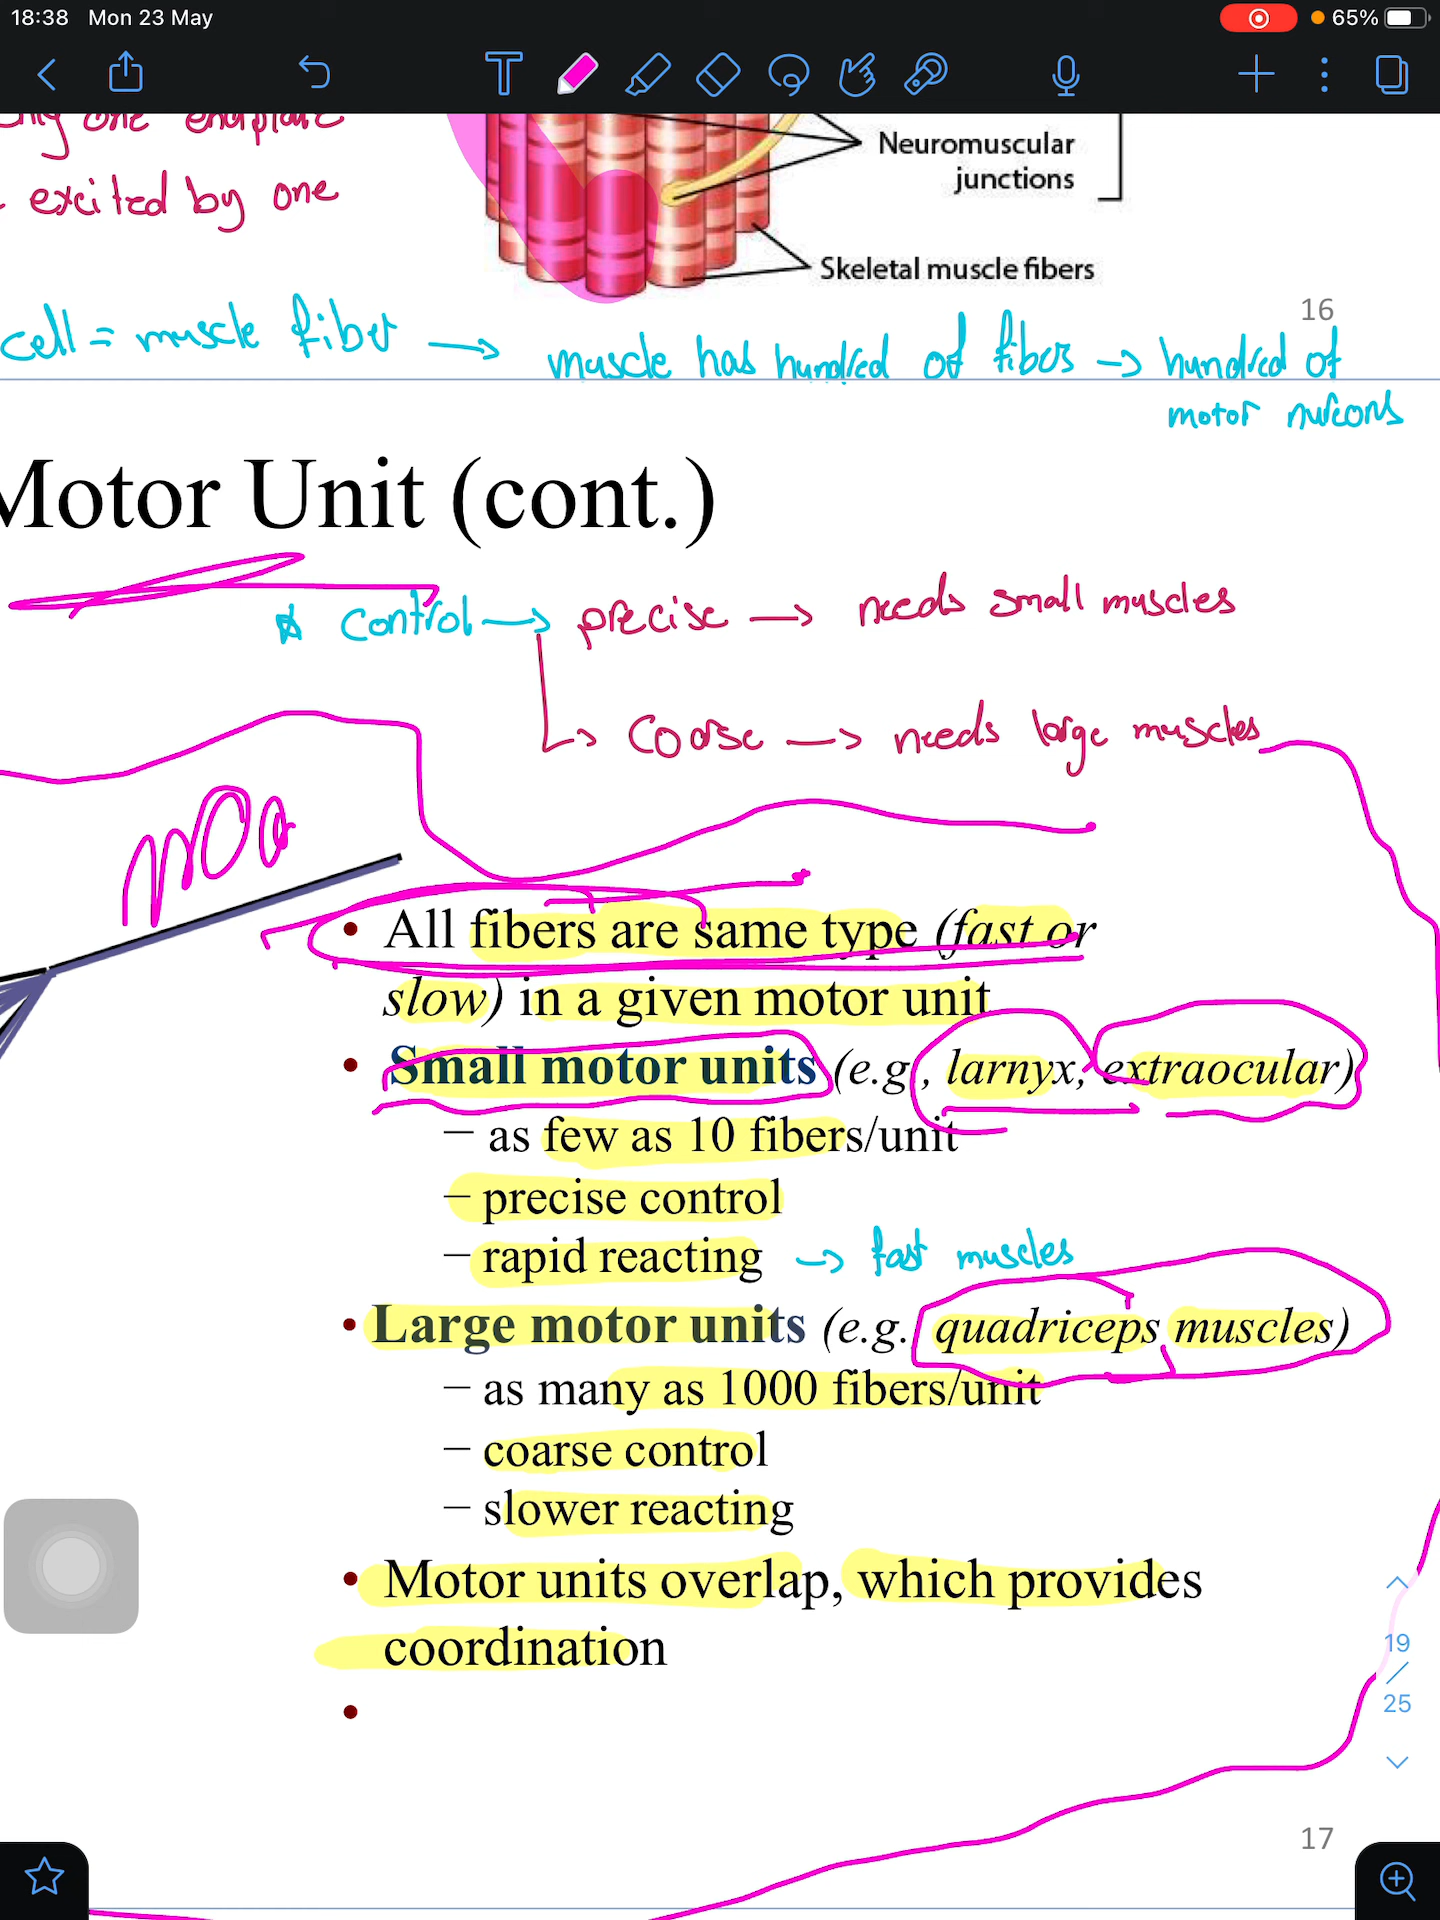 18:38 Mon 23 May
65%
one endplate
excited by one
Neuromuscular
junctions
Skeletal muscle fibers
16
cell = muscle fiber → muscle has hundred of fibers → hundred of
motor nurons
Motor Unit (cont.)
* Control → precise → needs small muscles
↳ Coarse → needs large muscles
• All fibers are same type (fast or
slow) in a given motor unit
• Small motor units (e.g., larnyx, extraocular)
– as few as 10 fibers/unit
– precise control
– rapid reacting → fast muscles
• Large motor units (e.g. quadriceps muscles)
– as many as 1000 fibers/unit
– coarse control
– slower reacting
• Motor units overlap, which provides
coordination
•
19
/
25
17